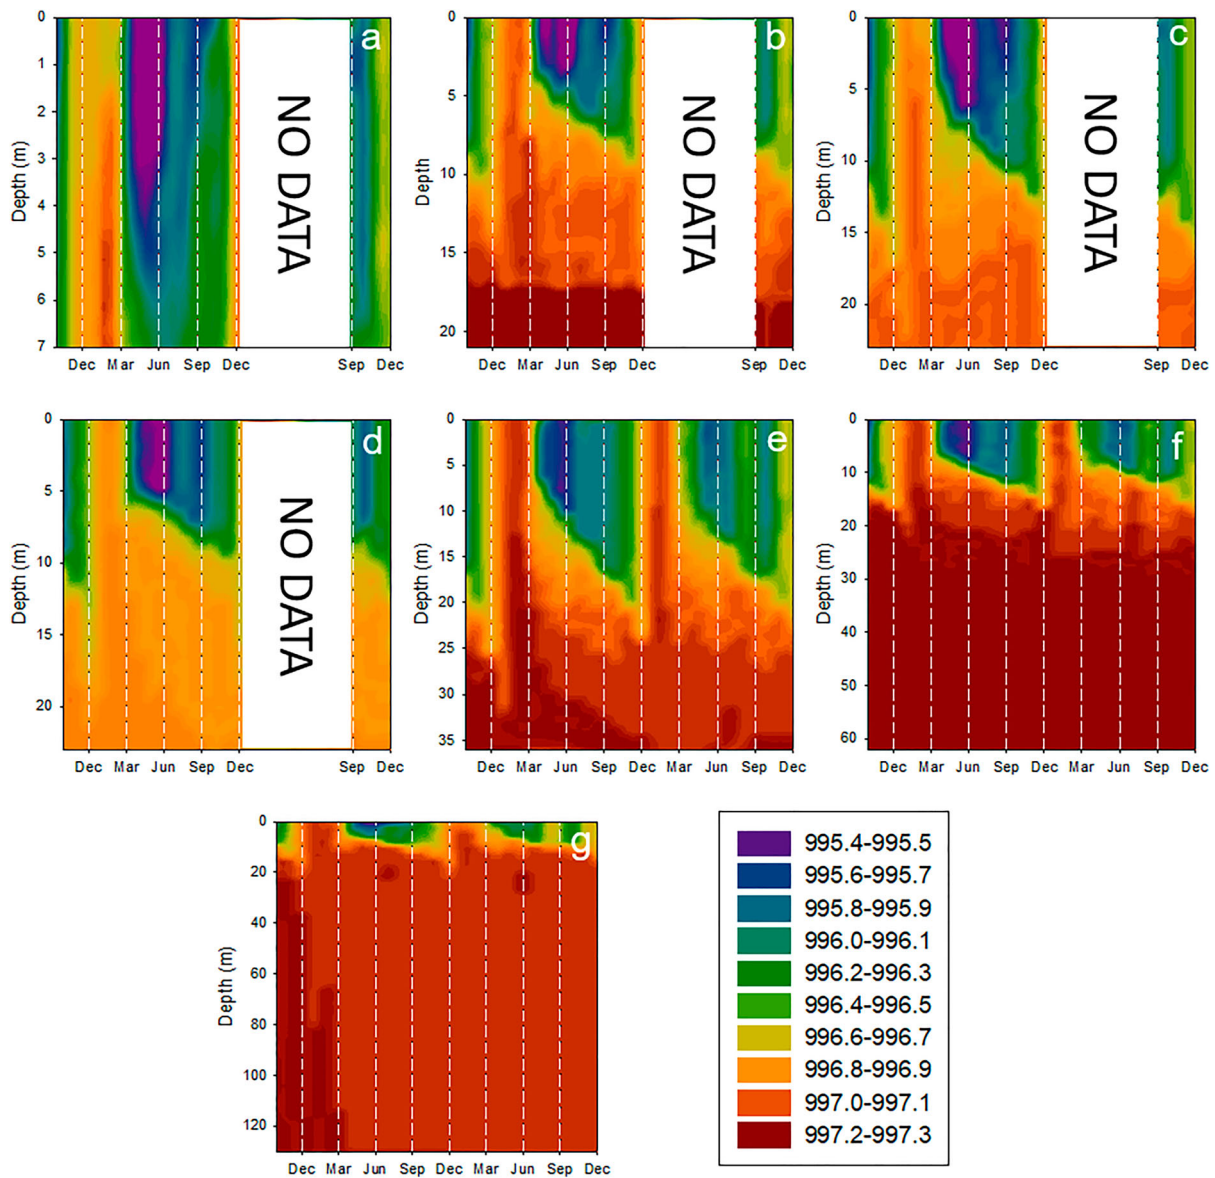 a
0
1
2
3
4
5
6
7
Depth (m)
NO DATA
Dec Mar Jun Sep Dec Sep Dec
b
0
5
10
15
20
Depth
NO DATA
Dec Mar Jun Sep Dec Sep Dec
c
0
5
10
15
20
Depth (m)
NO DATA
Dec Mar Jun Sep Dec Sep Dec
d
0
5
10
15
20
Depth (m)
NO DATA
Dec Mar Jun Sep Dec Sep Dec
e
0
5
10
15
20
25
30
35
Depth (m)
Dec Mar Jun Sep Dec Mar Jun Sep Dec
f
0
10
20
30
40
50
60
Depth (m)
Dec Mar Jun Sep Dec Mar Jun Sep Dec
g
0
20
40
60
80
100
120
Depth (m)
Dec Mar Jun Sep Dec Mar Jun Sep Dec
995.4-995.5
995.6-995.7
995.8-995.9
996.0-996.1
996.2-996.3
996.4-996.5
996.6-996.7
996.8-996.9
997.0-997.1
997.2-997.3